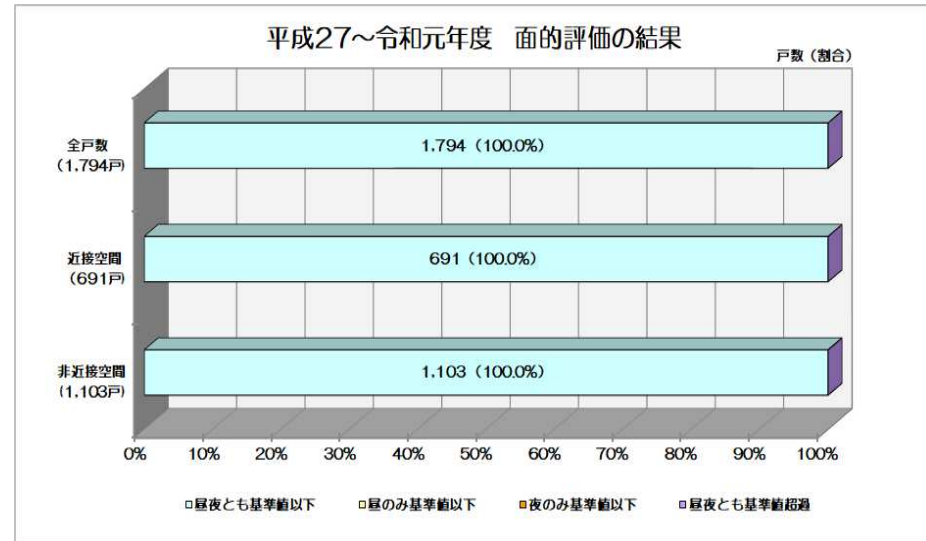 平成27～令和元年度　面的評価の結果
戸数（割合）
全戸数
（1.794戸）
1.794（100.0%）
近接空間
（691戸）
691（100.0%）
非近接空間
（1.103戸）
1.103（100.0%）
0% 10% 20% 30% 40% 50% 60% 70% 80% 90% 100%
昼夜とも基準値以下 昼のみ基準値以下 夜のみ基準値以下 昼夜とも基準値超過